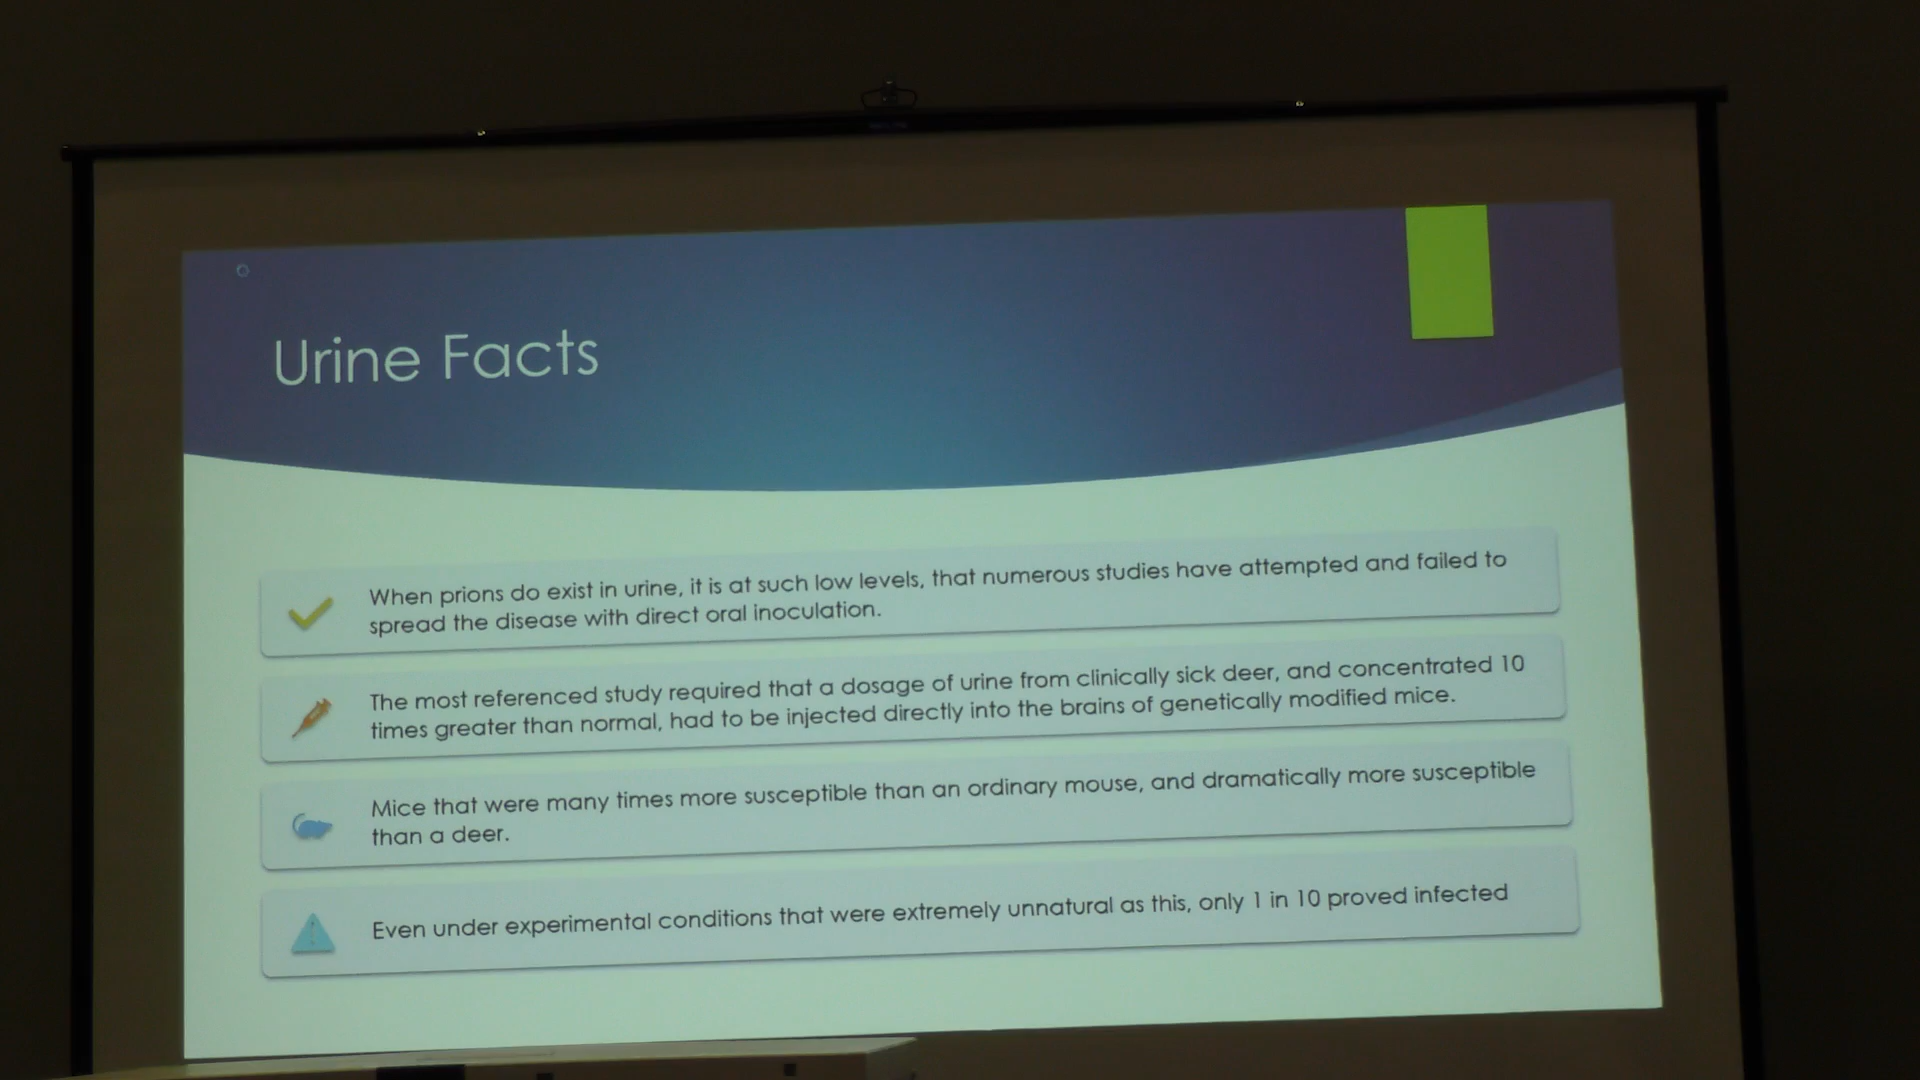 Urine Facts
When prions do exist in urine, it is at such low levels, that numerous studies have attempted and failed to
spread the disease with direct oral inoculation.
The most referenced study required that a dosage of urine from clinically sick deer, and concentrated 10
times greater than normal, had to be injected directly into the brains of genetically modified mice.
Mice that were many times more susceptible than an ordinary mouse, and dramatically more susceptible
than a deer.
Even under experimental conditions that were extremely unnatural as this, only 1 in 10 proved infected